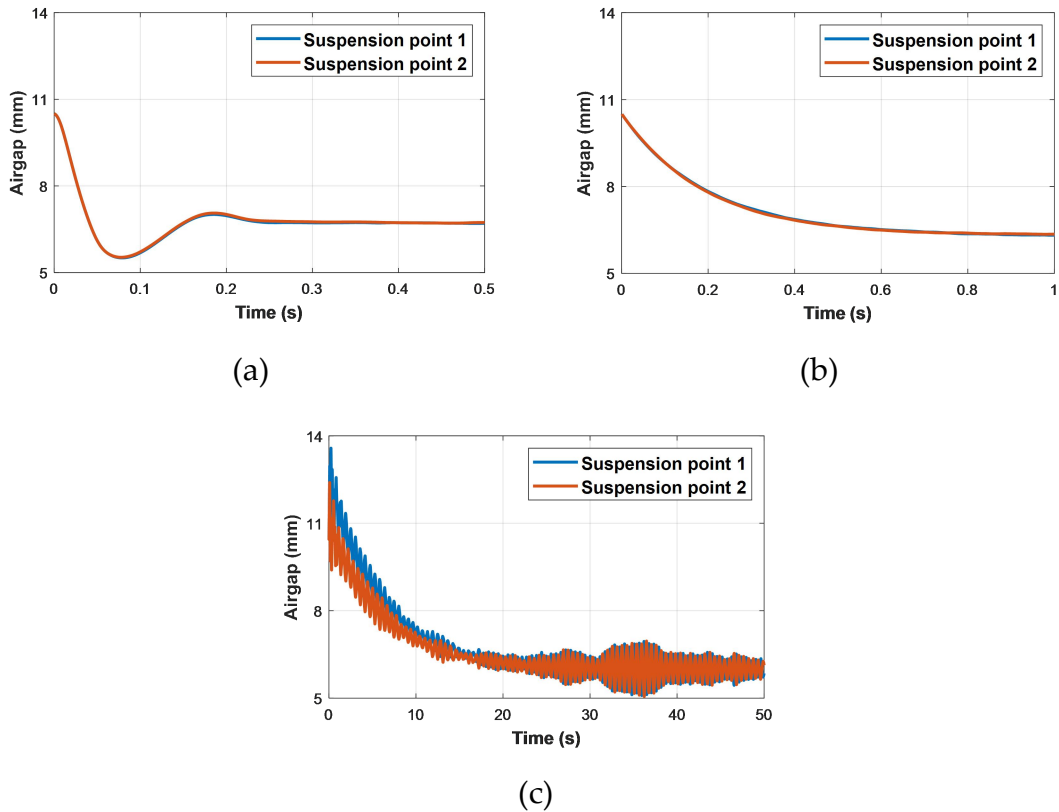 14
11
8
5
Airgap (mm)
Suspension point 1
Suspension point 2
0
0.1
0.2
0.3
0.4
0.5
Time (s)
(a)
14
11
8
5
Airgap (mm)
Suspension point 1
Suspension point 2
0
0.2
0.4
0.6
0.8
1
Time (s)
(b)
14
11
8
5
Airgap (mm)
Suspension point 1
Suspension point 2
0
10
20
30
40
50
Time (s)
(c)